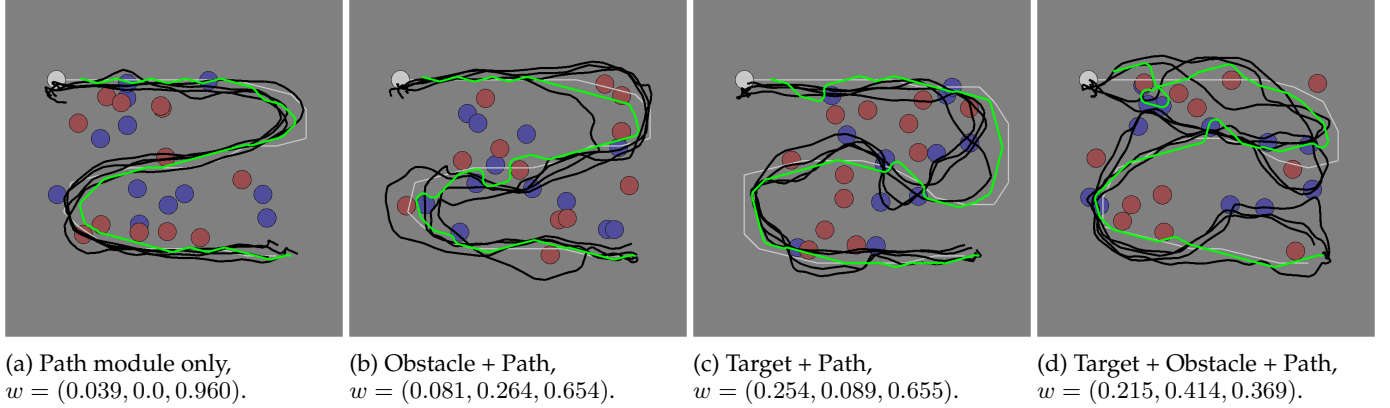 (a) Path module only,
w = (0.039, 0.0, 0.960).
(b) Obstacle + Path,
w = (0.081, 0.264, 0.654).
(c) Target + Path,
w = (0.254, 0.089, 0.655).
(d) Target + Obstacle + Path,
w = (0.215, 0.414, 0.369).